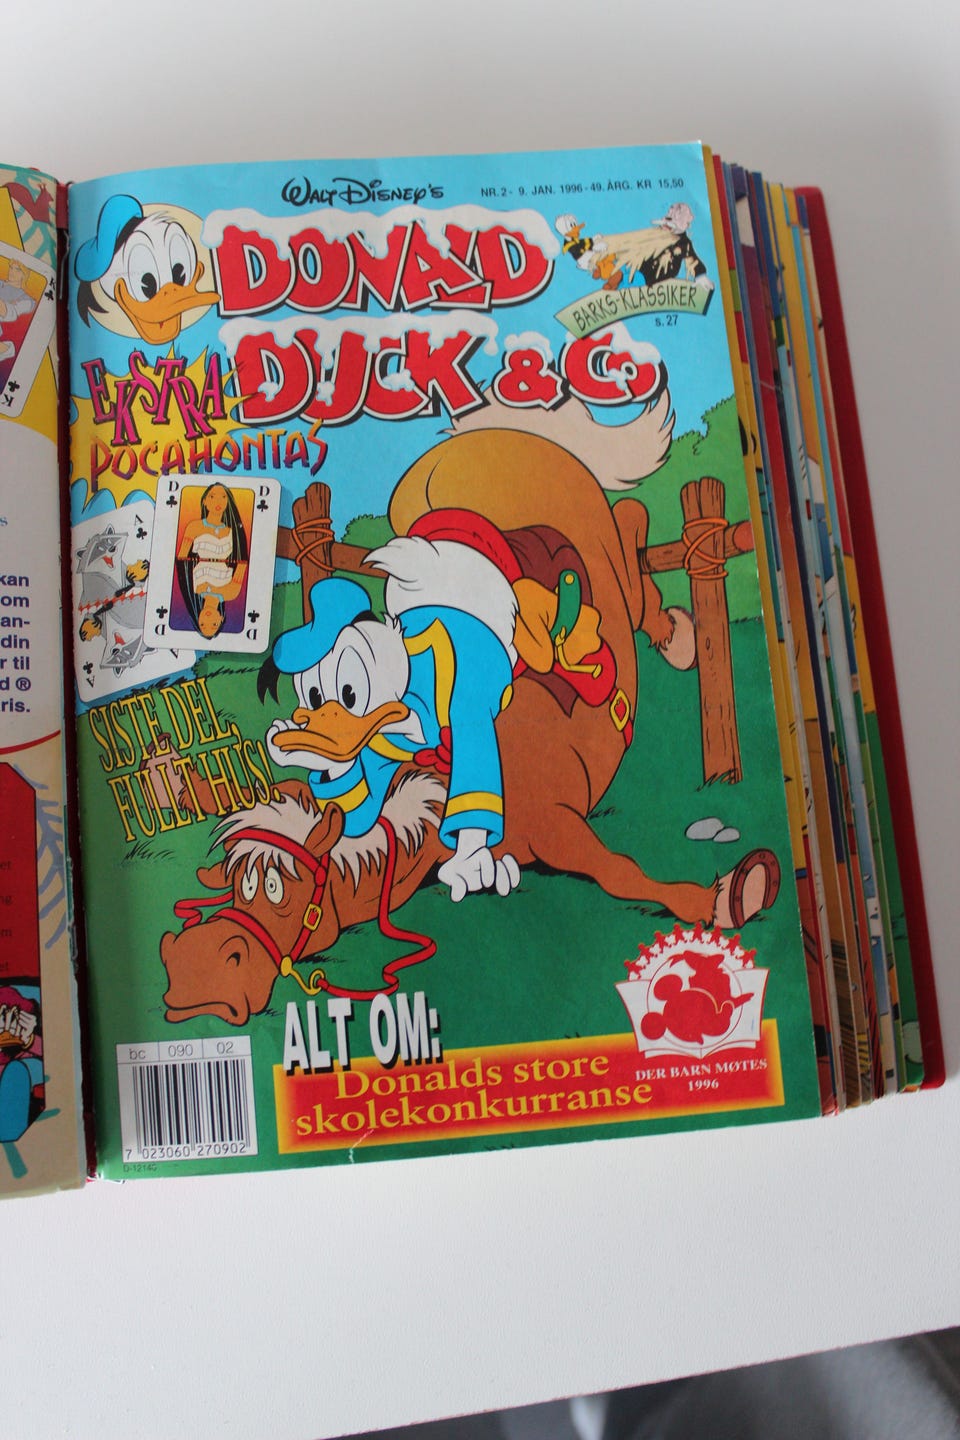 WALT DISNEY'S
NR. 2 - 9. JAN. 1996 - 49. ÅRG. KR 15,50
DONALD
DUCK & Co
BARKS-KLASSIKER
s. 27
EKSTRA
POCAHONTAS
D
D
A
D
D
A
K
K
SISTE DEL,
FULLT HUS!
ALT OM:
Donalds store
skolekonkurranse
DER BARN MØTES
1996
bc 090 02
7 023060 270902
kan
om
an-
din
r til
d ®
ris.